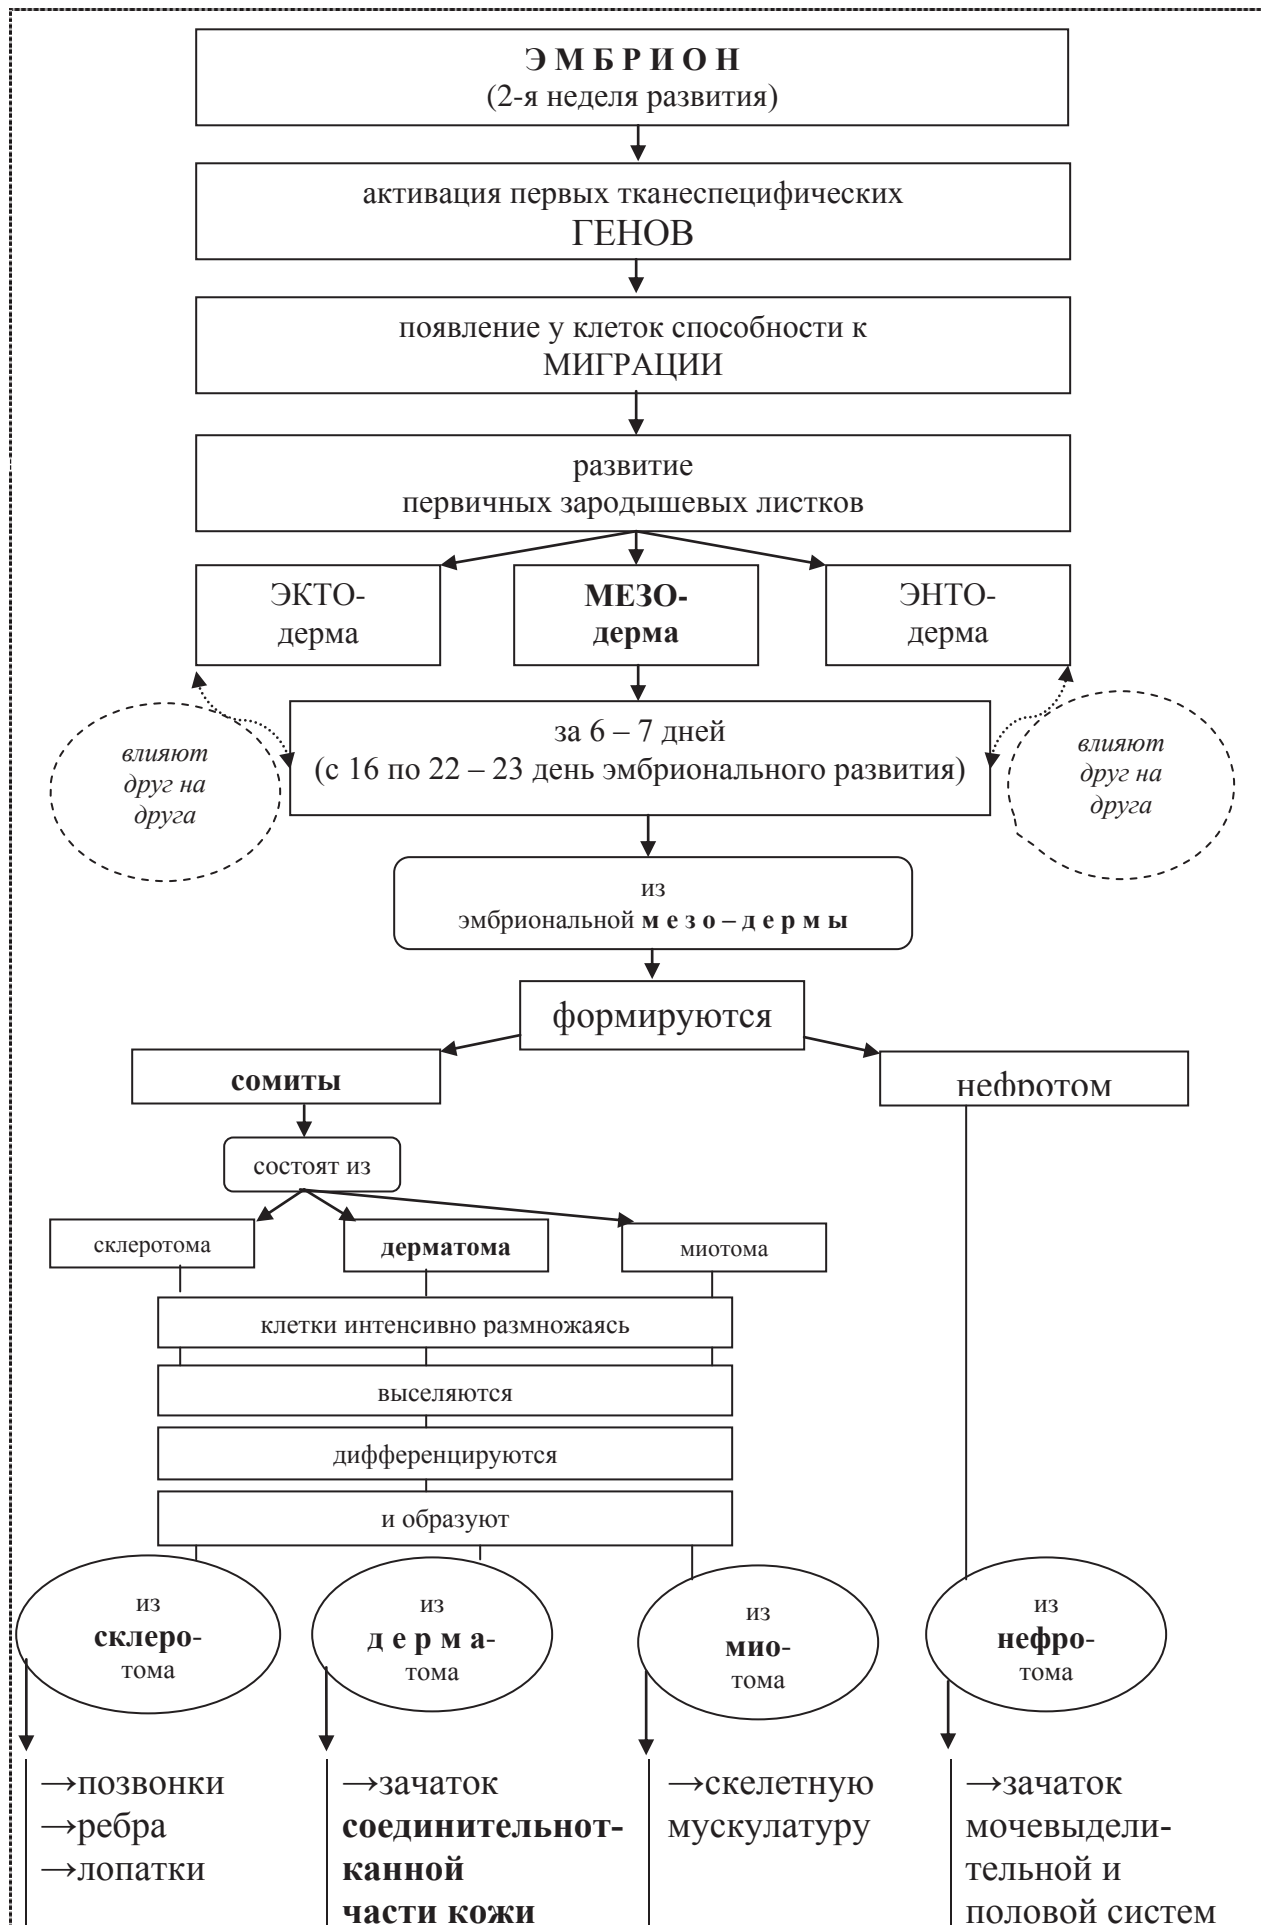 Э М Б Р И О Н
(2-я неделя развития)
активация первых тканеспецифических
ГЕНОВ
появление у клеток способности к
МИГРАЦИИ
развитие
первичных зародышевых листков
ЭКТО-
дерма
МЕЗО-
дерма
ЭНТО-
дерма
влияют
друг на
друга
за 6 – 7 дней
(с 16 по 22 – 23 день эмбрионального развития)
влияют
друг на
друга
из
эмбриональной м е з о – д е р м ы
формируются
сомиты
нефротом
состоят из
склеротома
дерматома
миотома
клетки интенсивно размножаясь
выселяются
дифференцируются
и образуют
из
склеро-
тома
из
д е р м а-
тома
из
мио-
тома
из
нефро-
тома
→позвонки
→ребра
→лопатки
→зачаток
соединительнот-
канной
части кожи
→скелетную
мускулатуру
→зачаток
мочевыдели-
тельной и
половой систем